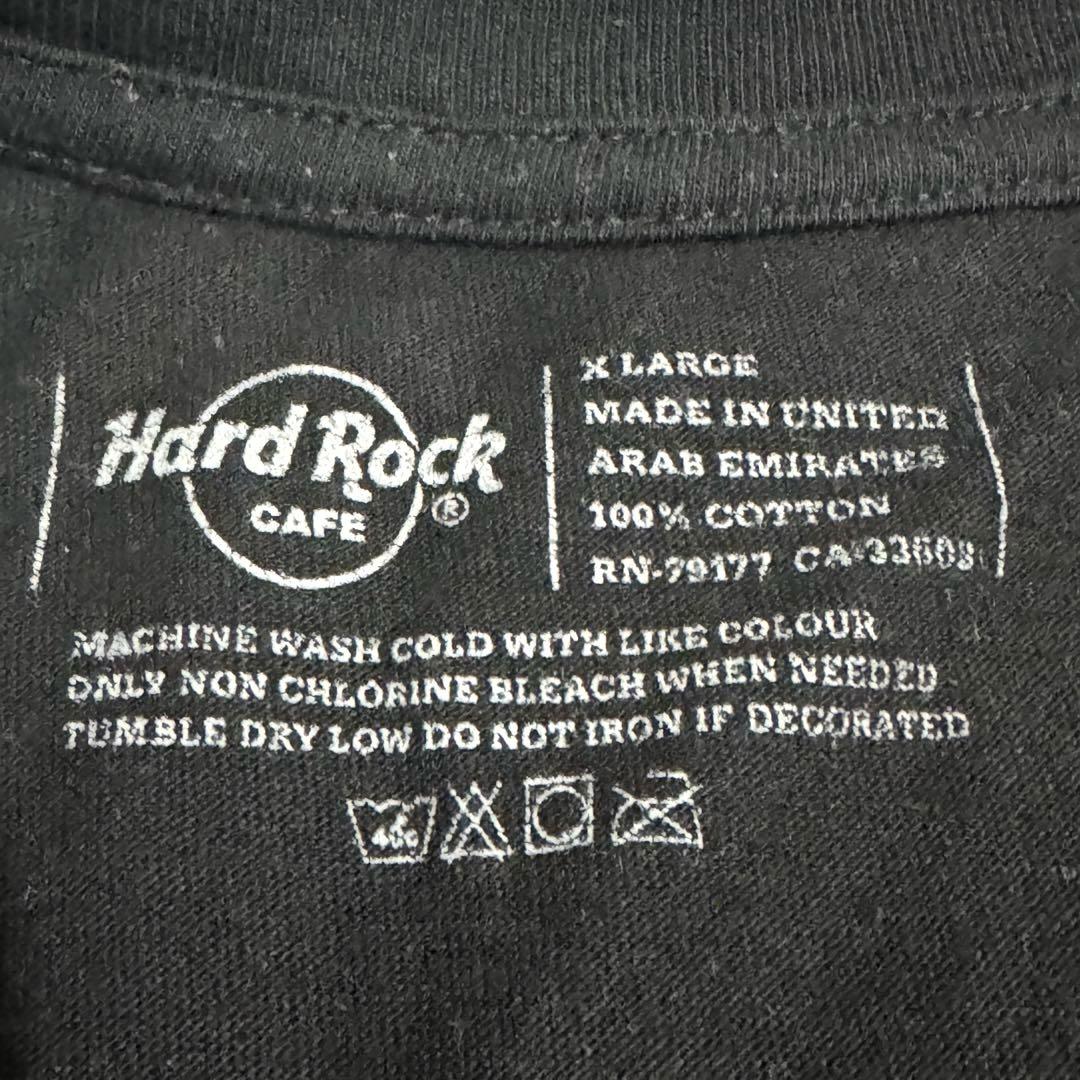 Hard Rock
CAFE
®
X LARGE
MADE IN UNITED
ARAB EMIRATES
100% COTTON
RN-79177
MACHINE WASH COLD WITH LIKE COLOUR
ONLY NON CHLORINE BLEACH WHEN NEEDED
TUMBLE DRY LOW DO NOT IRON IF DECORATED